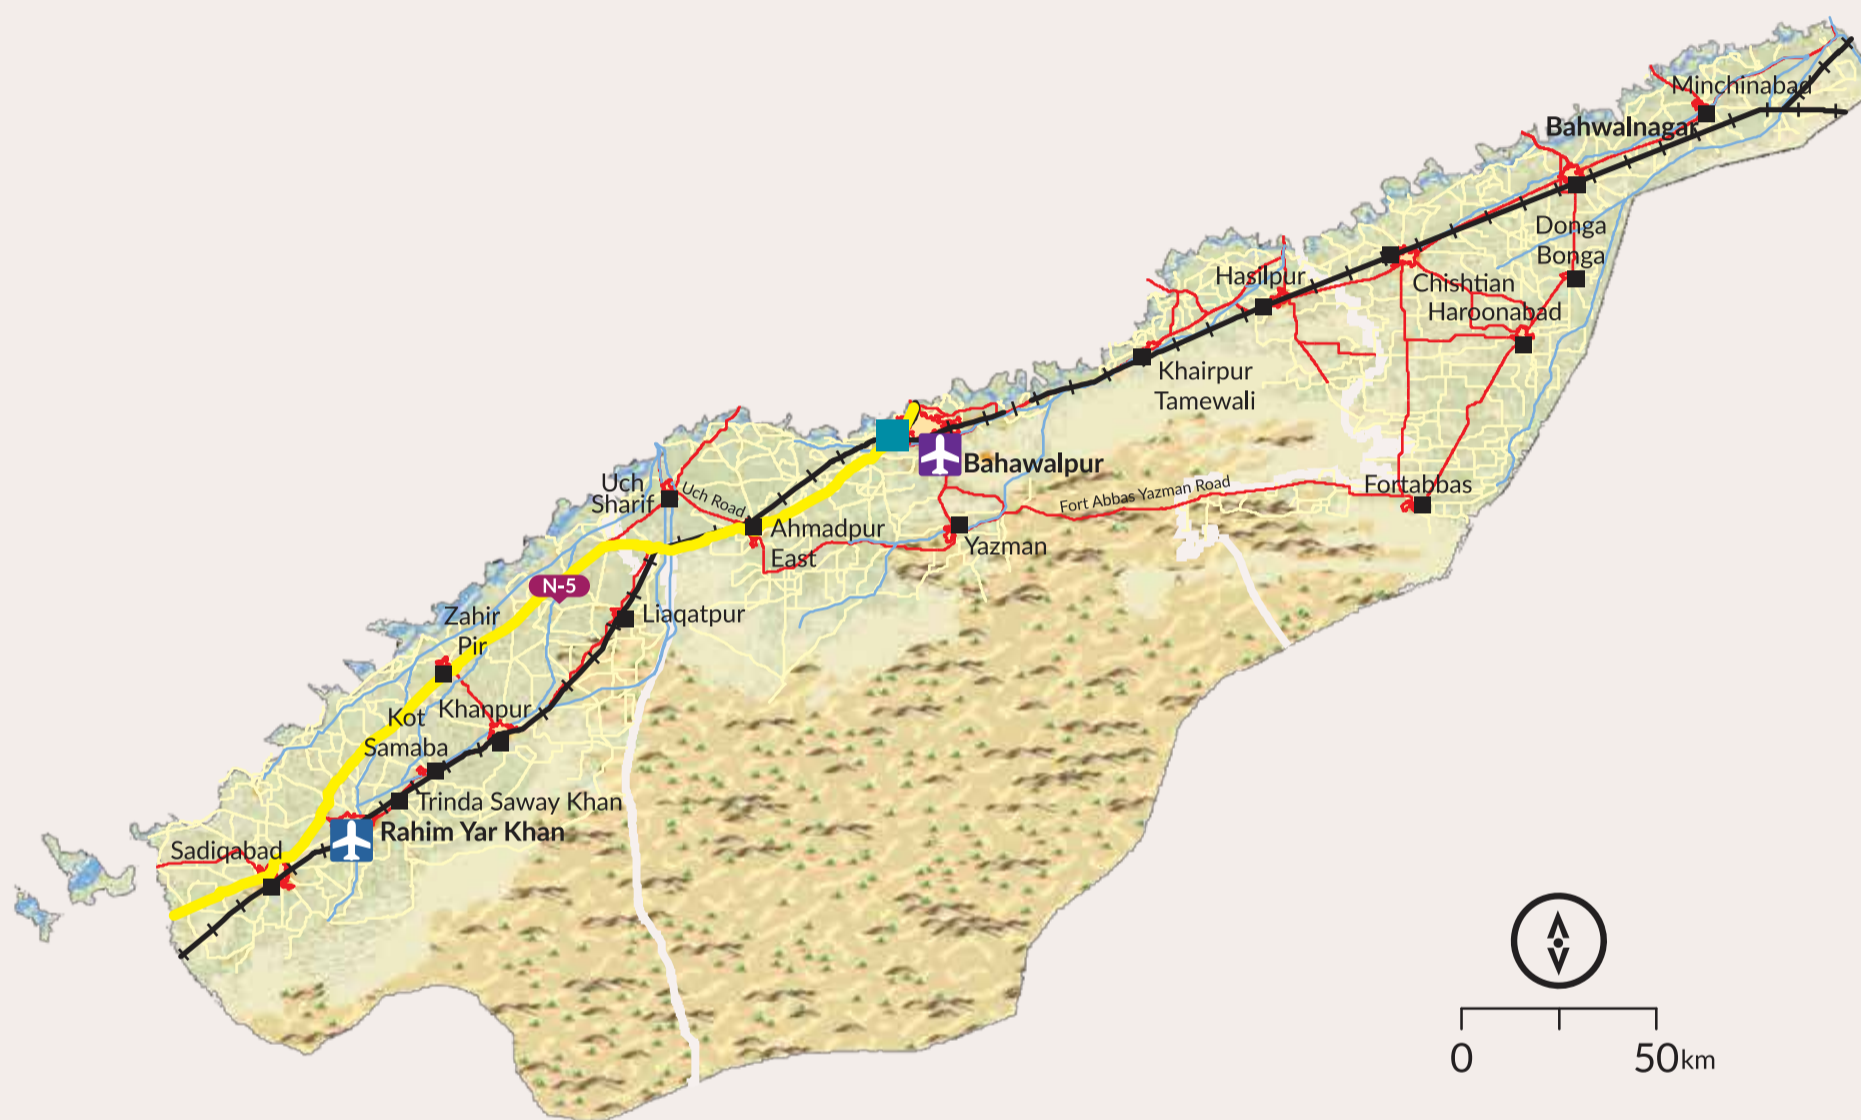 Minchinabad
Bahwalnagar
Donga
Bonga
Hasilpur
Chishtian
Haroonabad
Khairpur
Tamewali
Bahawalpur
Uch
Sharif
Uch Road
Fort Abbas Yazman Road
Fortabbas
Ahmadpur
East
Yazman
N-5
Zahir
Pir
Liaqatpur
Khanpur
Kot
Samaba
Trinda Saway Khan
Rahim Yar Khan
Sadiqabad
0 50km